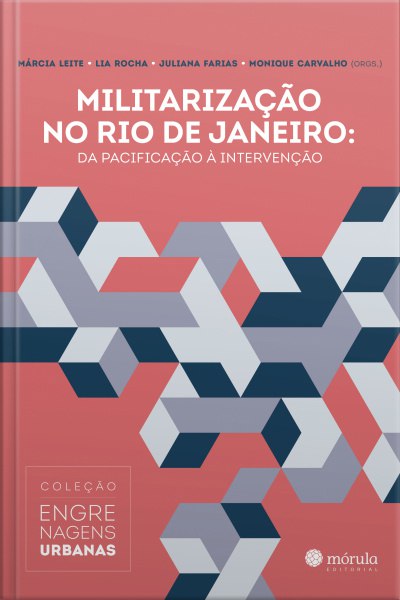 MÁRCIA LEITE • LIA ROCHA • JULIANA FARIAS • MONIQUE CARVALHO (ORGS.)
MILITARIZAÇÃO
NO RIO DE JANEIRO:
DA PACIFICAÇÃO À INTERVENÇÃO
COLEÇÃO
ENGRE
NAGENS
URBANAS
mórula
EDITORIAL